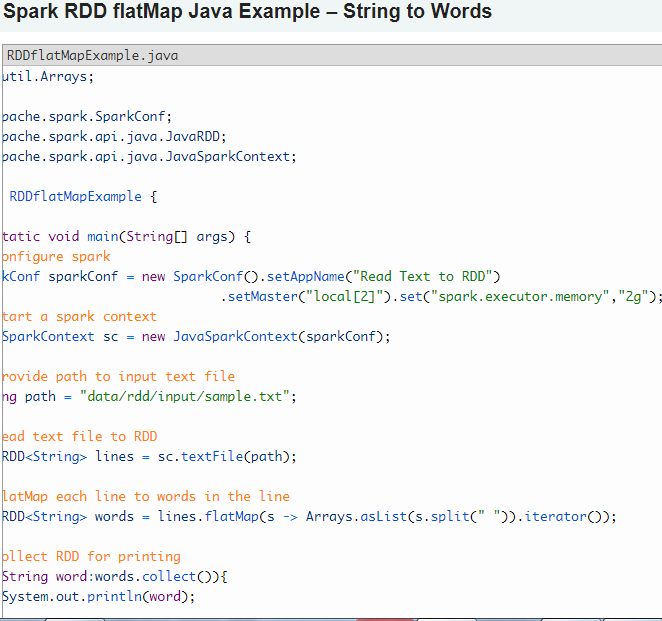 Spark RDD flatMap Java Example – String to Words
RDDflatMapExample.java
util.Arrays;
pache.spark.SparkConf;
pache.spark.api.java.JavaRDD;
pache.spark.api.java.JavaSparkContext;
RDDflatMapExample {
tatic void main(String[] args) {
onfigure spark
kConf sparkConf = new SparkConf().setAppName("Read Text to RDD")
.setMaster("local[2]").set("spark.executor.memory","2g");
tart a spark context
SparkContext sc = new JavaSparkContext(sparkConf);
rovide path to input text file
ng path = "data/rdd/input/sample.txt";
ead text file to RDD
RDD<String> lines = sc.textFile(path);
latMap each line to words in the line
RDD<String> words = lines.flatMap(s -> Arrays.asList(s.split(" ")).iterator());
ollect RDD for printing
String word:words.collect()){
System.out.println(word);